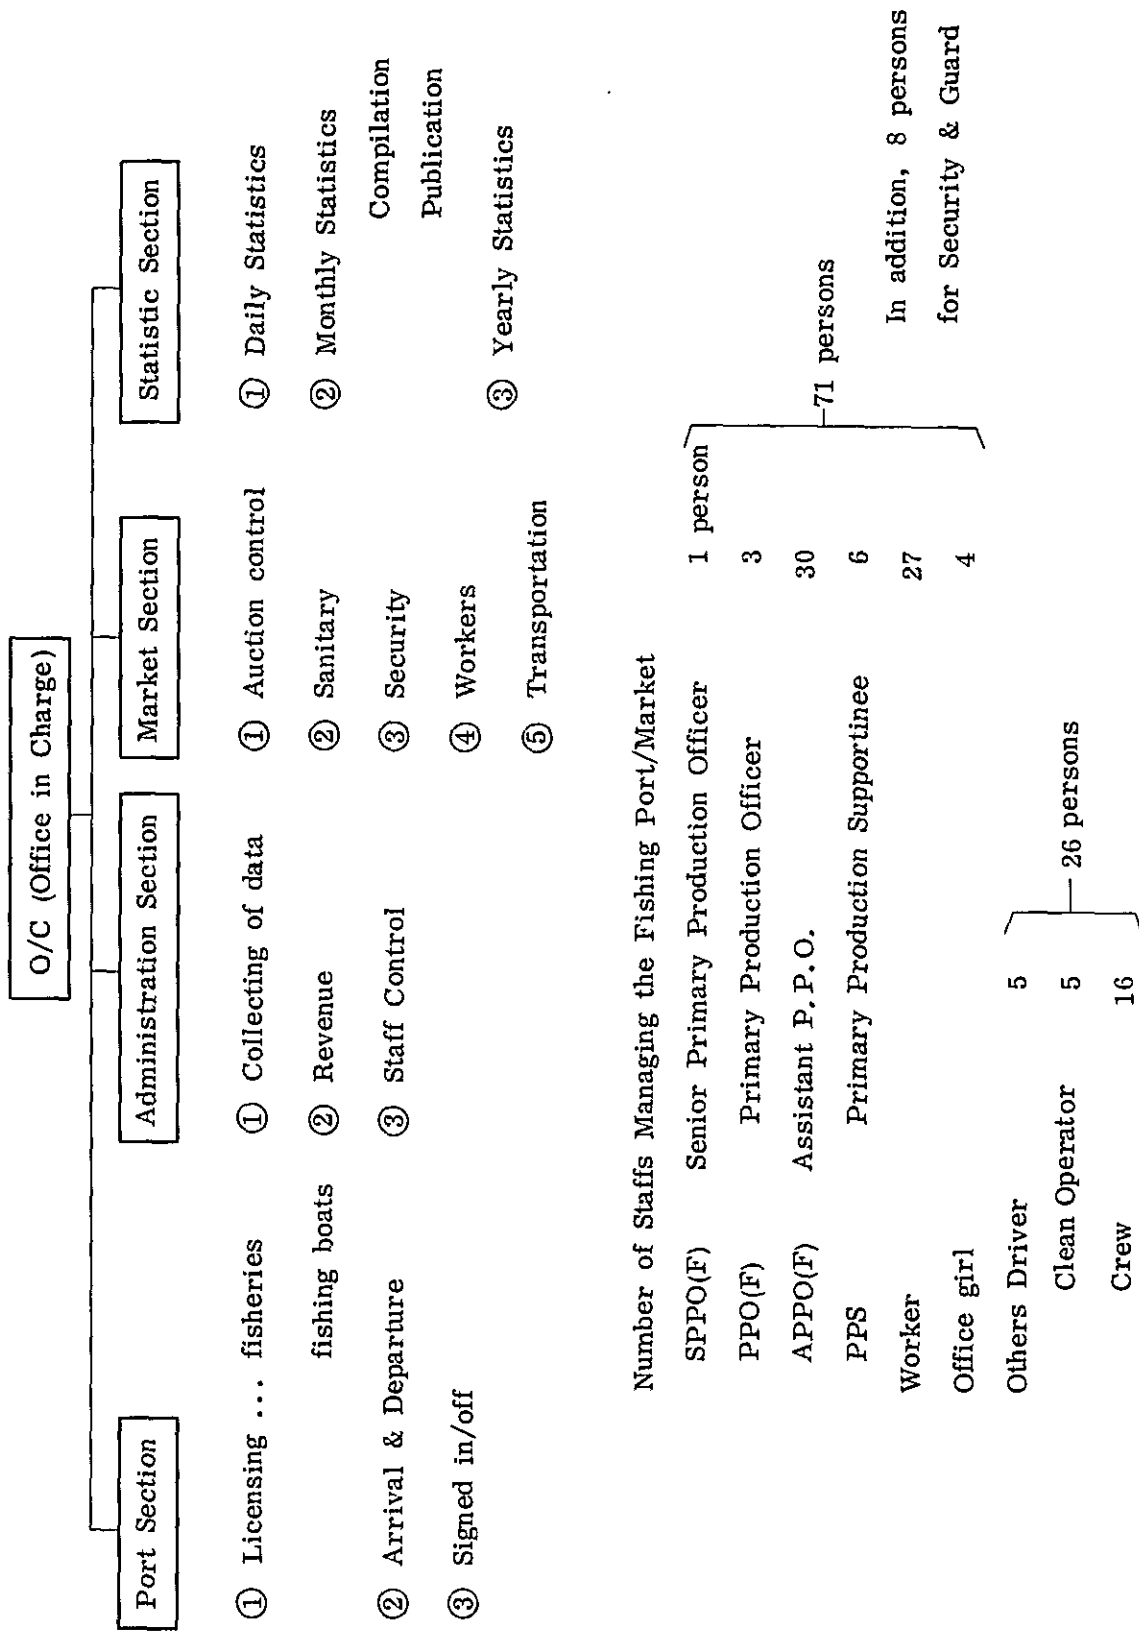 O/C (Office in Charge)
Port Section
Administration Section
Market Section
Statistic Section
① Licensing ... fisheries
fishing boats
② Arrival & Departure
③ Signed in/off
① Collecting of data
② Revenue
③ Staff Control
① Auction control
② Sanitary
③ Security
④ Workers
⑤ Transportation
① Daily Statistics
② Monthly Statistics
Compilation
Publication
③ Yearly Statistics
Number of Staffs Managing the Fishing Port/Market
SPPO(F) Senior Primary Production Officer 1 person
PPO(F) Primary Production Officer 3
APPO(F) Assistant P.P.O. 30
PPS Primary Production Supportinee 6
Worker 27
Office girl 4
71 persons
In addition, 8 persons
for Security & Guard
Others Driver 5
Clean Operator 5
Crew 16
26 persons